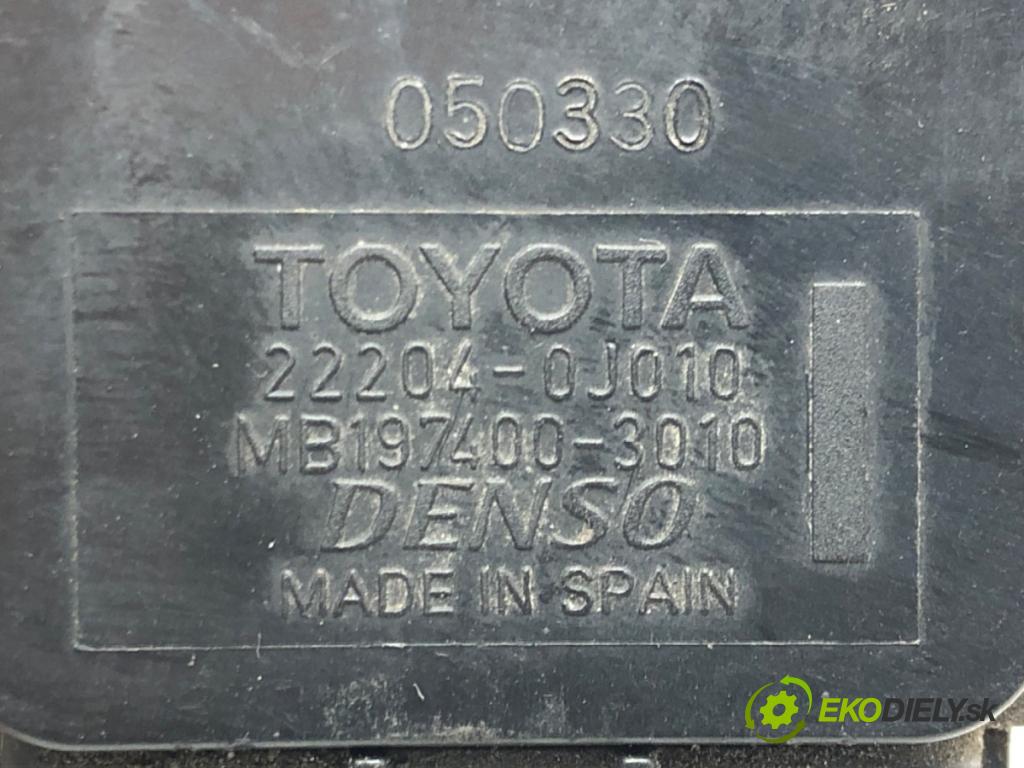 050330
TOYOTA
22204-0J010
MB197400-3010
DENSO
MADE IN SPAIN
EKODIELY.sk